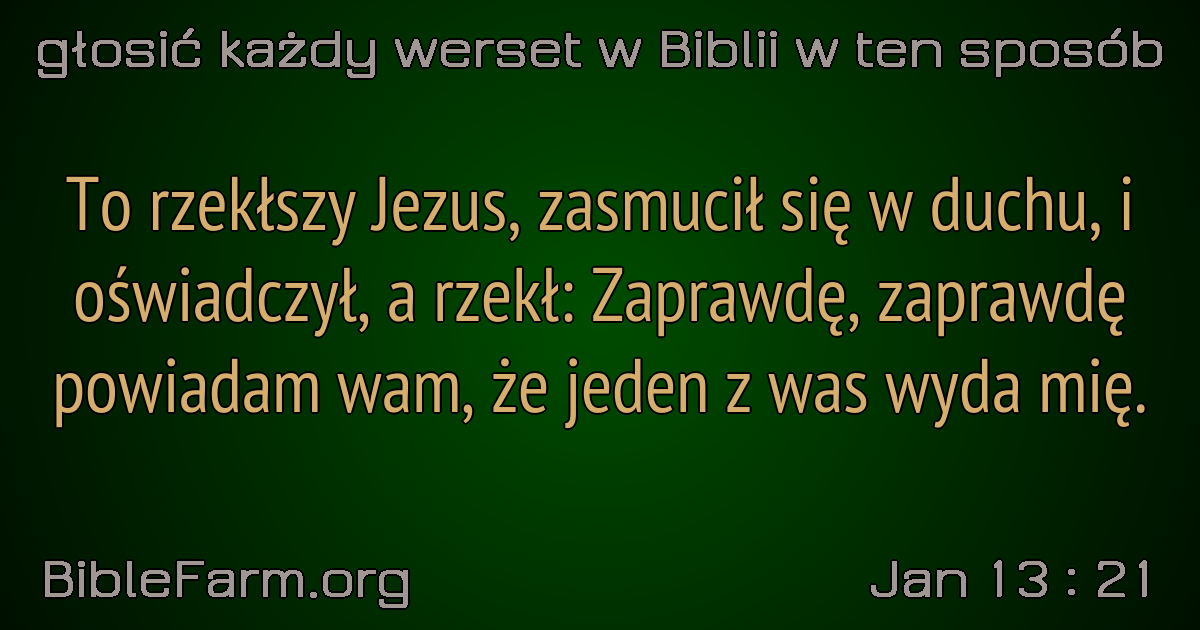 głosić każdy werset w Biblii w ten sposób
To rzekłszy Jezus, zasmucił się w duchu, i
oświadczył, a rzekł: Zaprawdę, zaprawdę
powiadam wam, że jeden z was wyda mię.
BibleFarm.org
Jan 13 : 21